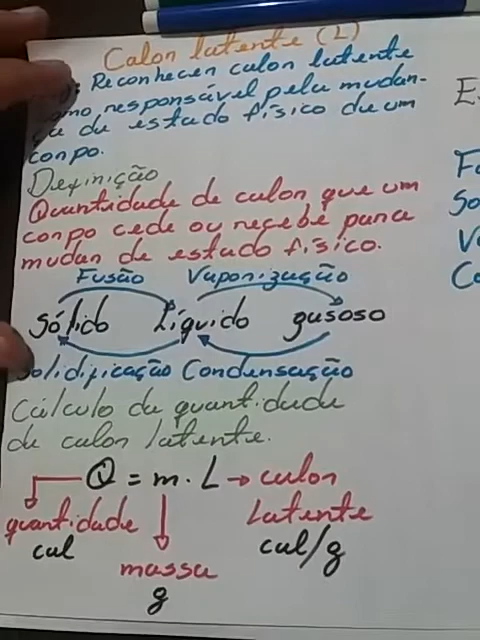 Calor latente (L)
Reconhecer calor latente
como responsável pela mudan-
ça de estado físico de um
corpo.
Definição
Quantidade de calor que um
corpo cede ou recebe para
mudar de estado físico.
Fusão Vaporização
Sólido Líquido gasoso
Solidificação Condensação
Cálculo da quantidade
de calor latente.
Q = m . L → calor
quantidade latente
cal cal/g
massa
g